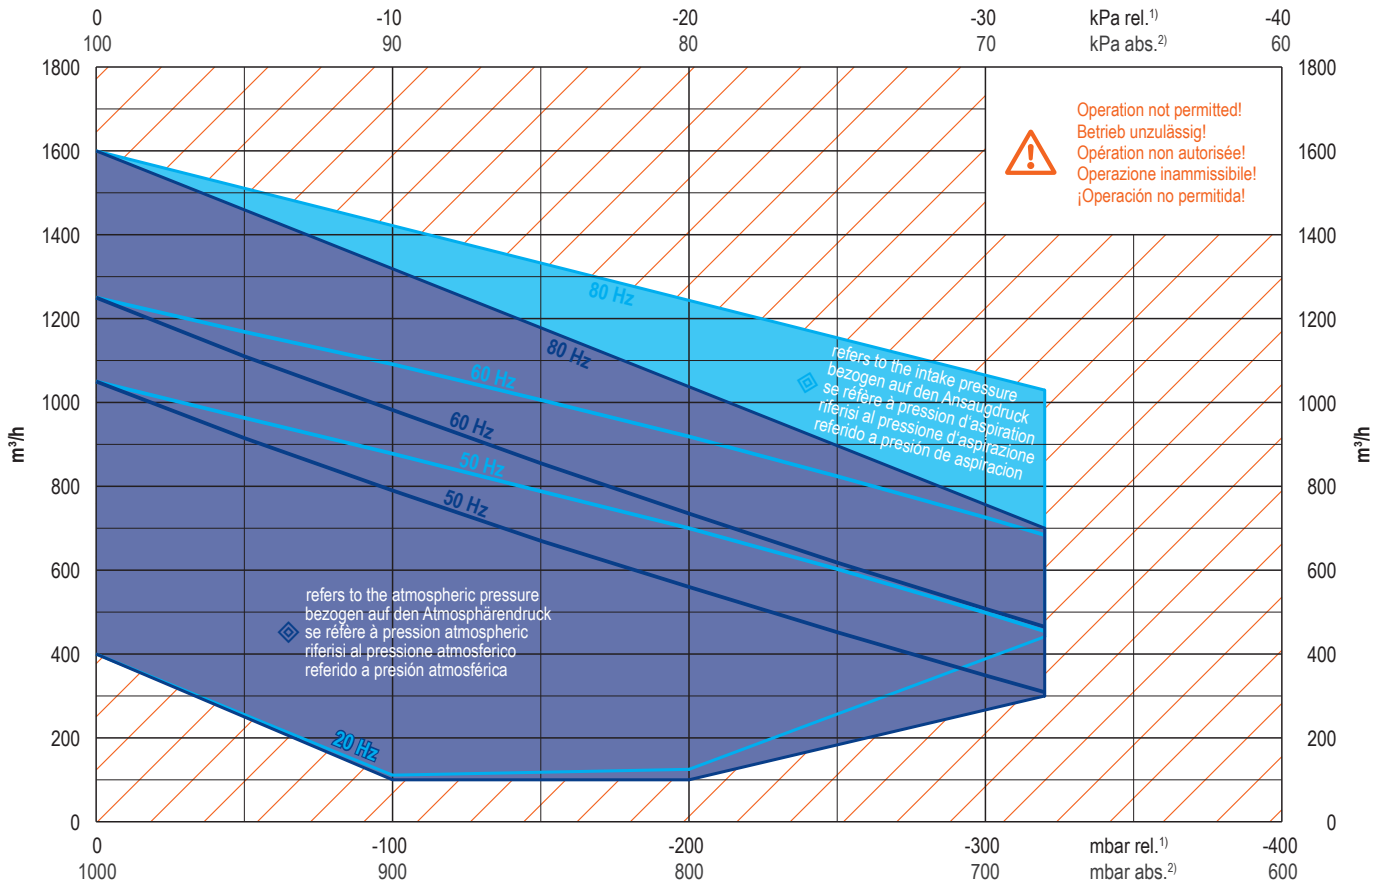 0 -10 -20 -30 kPa rel.¹⁾ -40
100 90 80 70 kPa abs.²⁾ 60
1800 1800
Operation not permitted!
Betrieb unzulässig!
Opération non autorisée!
Operazione inammissibile!
¡Operación no permitida!
1600 1600
1400 1400
80 Hz
1200 1200
80 Hz
refers to the intake pressure
bezogen auf den Ansaugdruck
se réfère à pression d'aspiration
riferisi al pressione d'aspirazione
referido a presión de aspiracion
60 Hz
1000 1000
60 Hz
m³/h m³/h
50 Hz
800 800
50 Hz
600 600
refers to the atmospheric pressure
bezogen auf den Atmosphärendruck
se réfère à pression atmospheric
riferisi al pressione atmosferico
referido a presión atmosférica
400 400
20 Hz
200 200
0 0
0 -100 -200 -300 mbar rel.¹⁾ -400
1000 900 800 700 mbar abs.²⁾ 600